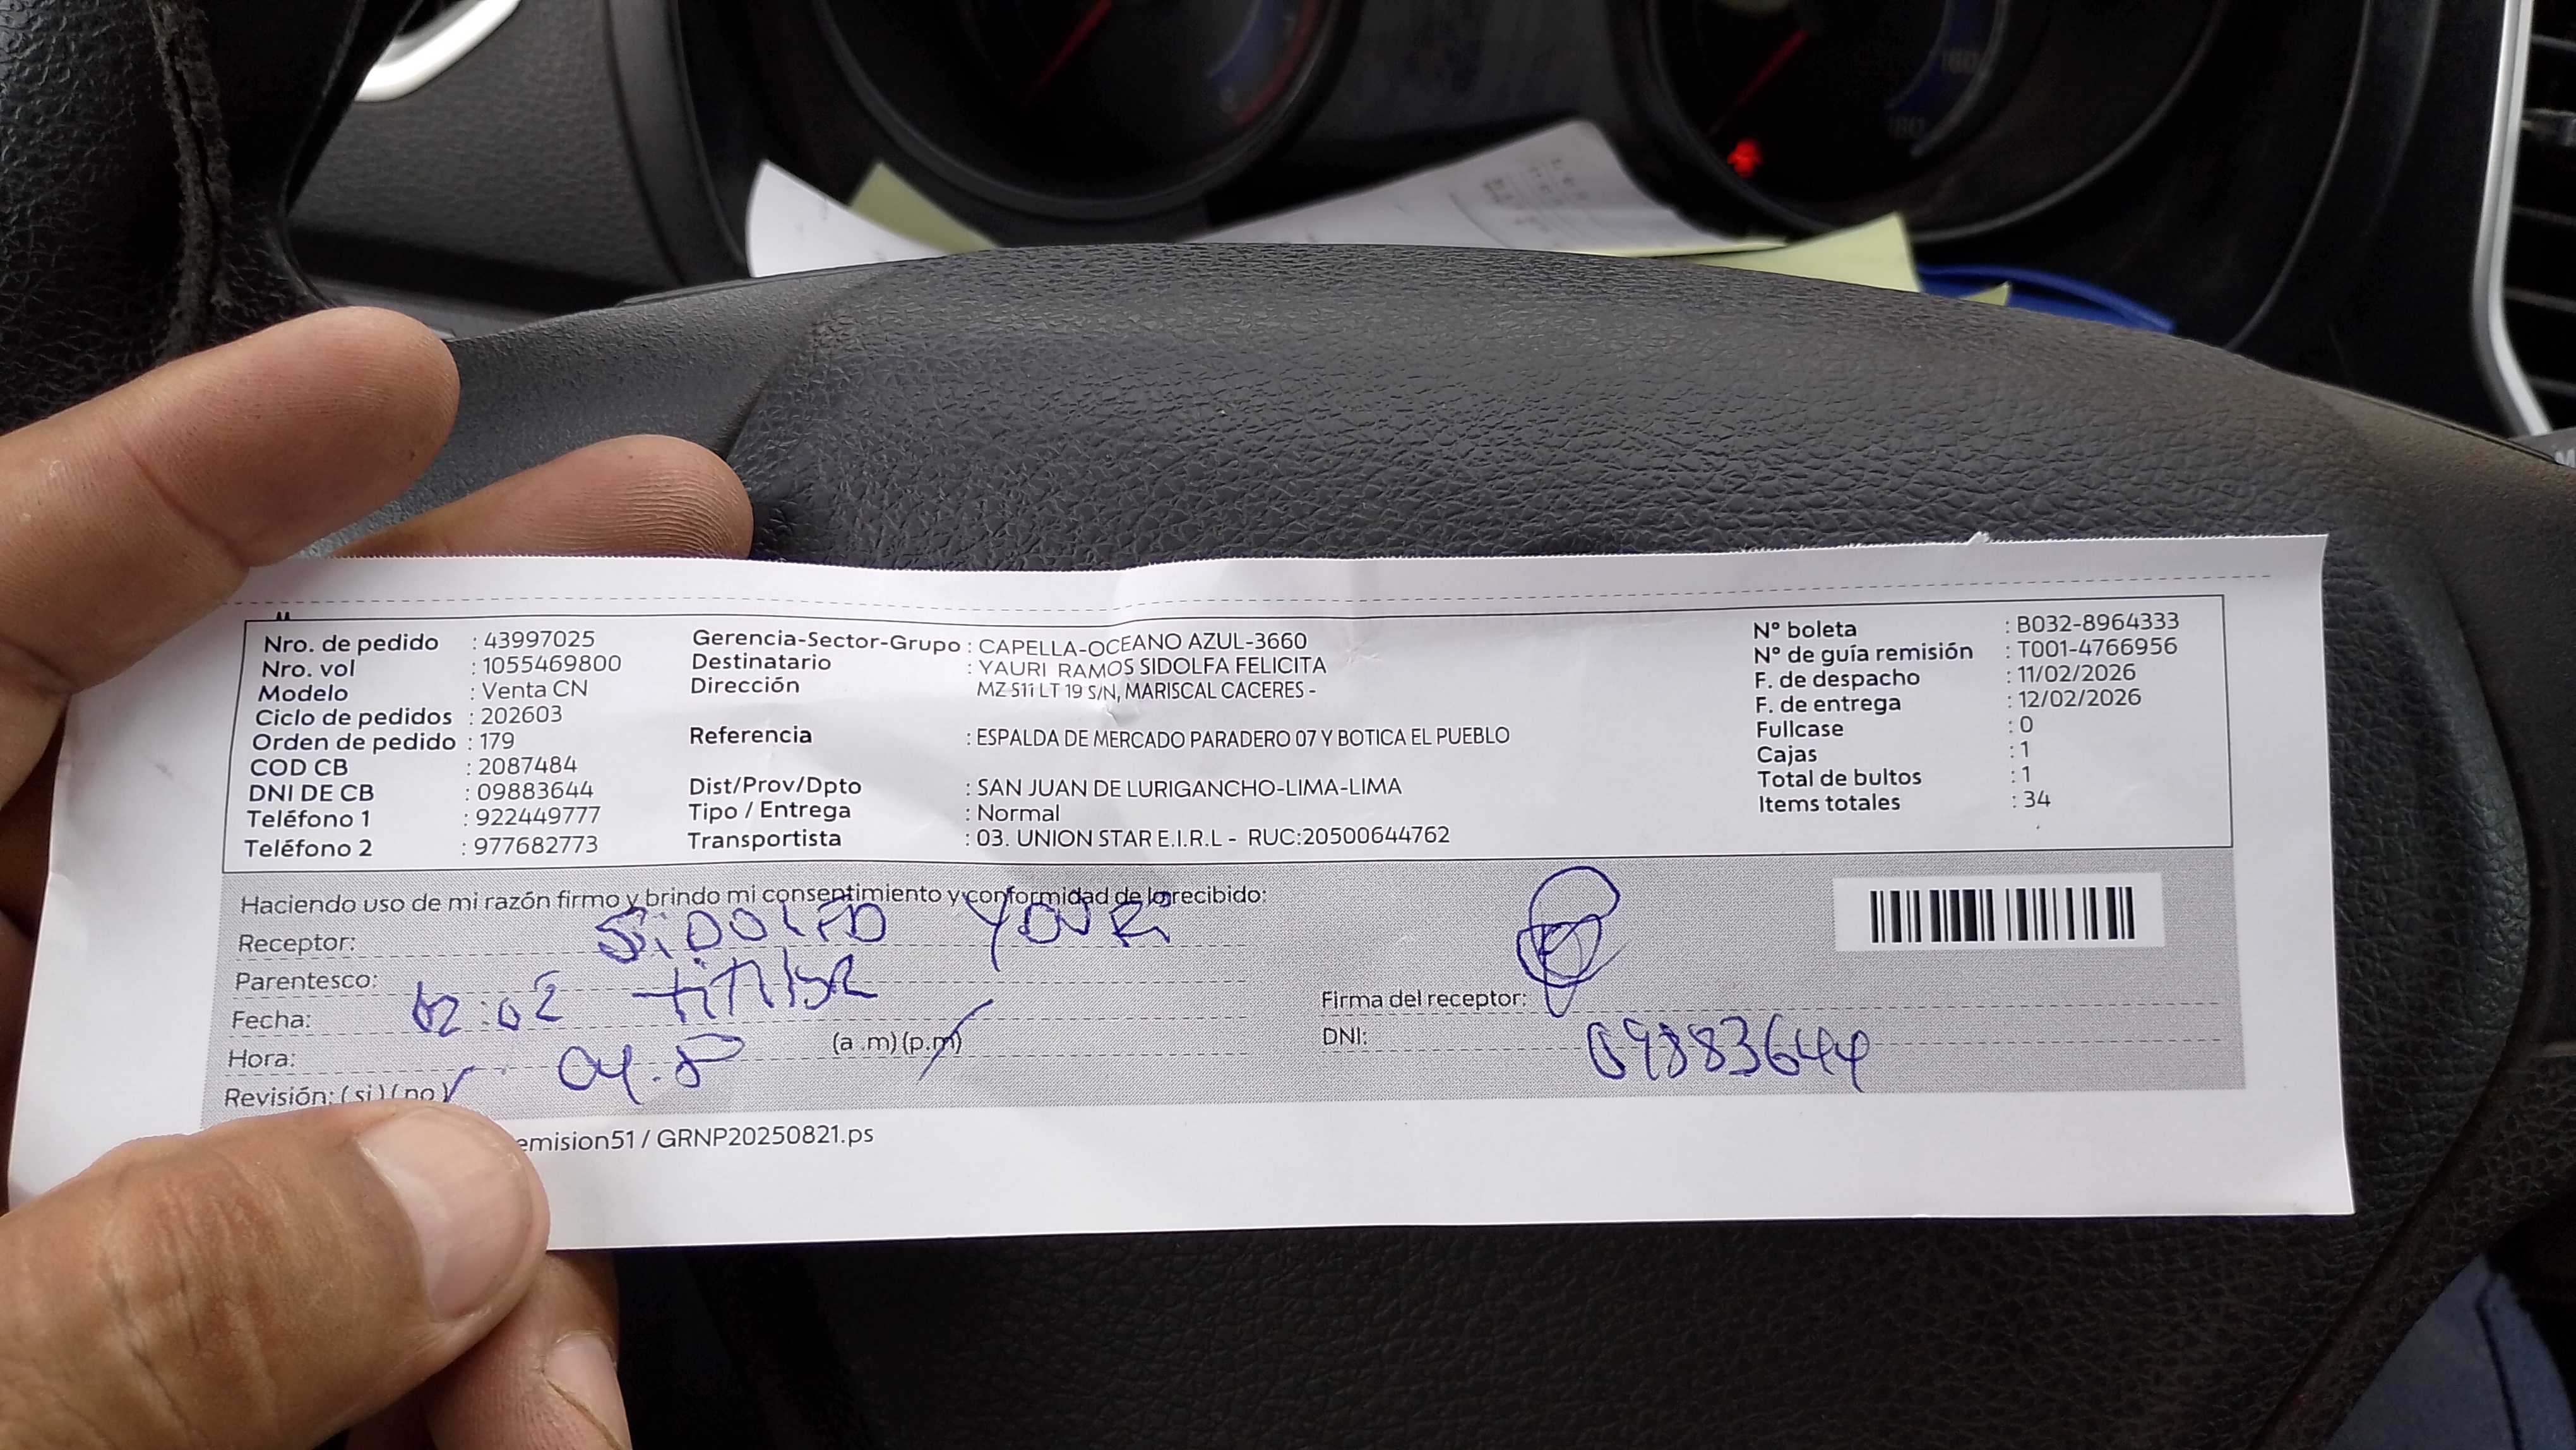 Nro. de pedido : 43997025
Nro. vol : 1055469800
Modelo : Venta CN
Ciclo de pedidos : 202603
Orden de pedido : 179
COD CB : 2087484
DNI DE CB : 09883644
Teléfono 1 : 922449777
Teléfono 2 : 977682773
Gerencia-Sector-Grupo : CAPELLA-OCEANO AZUL-3660
Destinatario : YAURI RAMOS SIDOLFA FELICITA
Dirección MZ 511 LT 19 S/N, MARISCAL CACERES -
Referencia : ESPALDA DE MERCADO PARADERO 07 Y BOTICA EL PUEBLO
Dist/Prov/Dpto : SAN JUAN DE LURIGANCHO-LIMA-LIMA
Tipo / Entrega : Normal
Transportista : 03. UNION STAR E.I.R.L - RUC:20500644762
N° boleta : B032-8964333
N° de guía remisión : T001-4766956
F. de despacho : 11/02/2026
F. de entrega : 12/02/2026
Fullcase : 0
Cajas : 1
Total de bultos : 1
Items totales : 34
Haciendo uso de mi razón firmo y brindo mi consentimiento y conformidad de lo recibido:
Receptor: SiDOLFA YAURi
Parentesco: titular
Fecha: 12:02
Hora: (a .m) (p.m)
Revisión: ( si ) ( no )
Firma del receptor:
DNI: 09883644
emision51 / GRNP20250821.ps
160
180